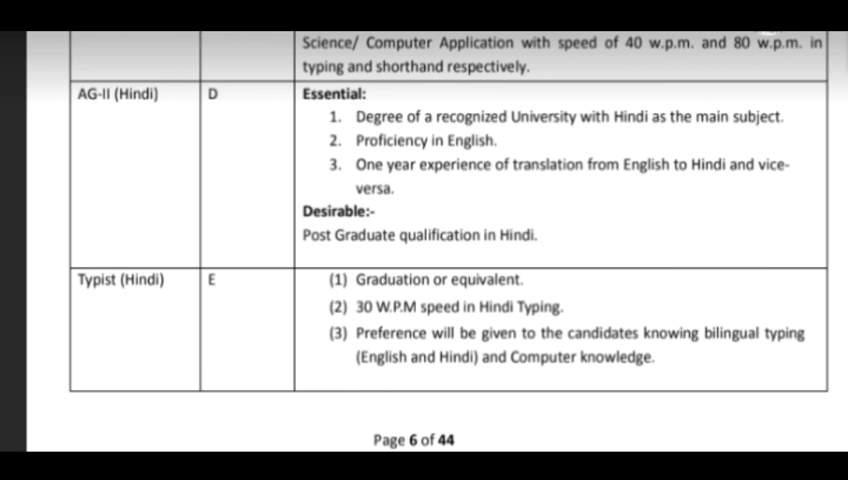 Science/ Computer Application with speed of 40 w.p.m. and 80 w.p.m. in
typing and shorthand respectively.
AG-II (Hindi) D Essential:
1. Degree of a recognized University with Hindi as the main subject.
2. Proficiency in English.
3. One year experience of translation from English to Hindi and vice-
versa.
Desirable:-
Post Graduate qualification in Hindi.
Typist (Hindi) E (1) Graduation or equivalent.
(2) 30 W.P.M speed in Hindi Typing.
(3) Preference will be given to the candidates knowing bilingual typing
(English and Hindi) and Computer knowledge.
Page 6 of 44